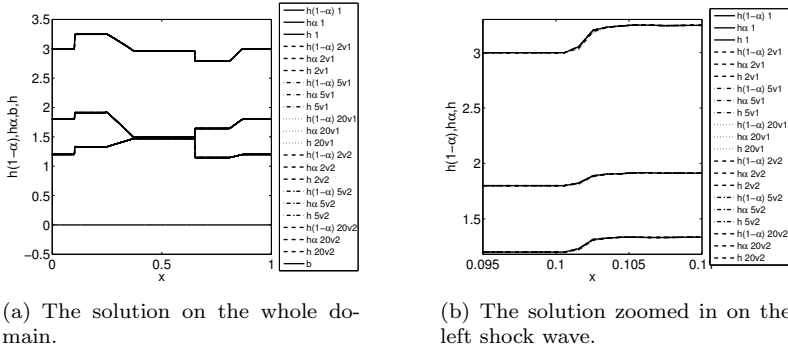 3.5
3
2.5
2
1.5
1
0.5
0
−0.5
h(1−α),hα,b,h
0
0.5
1
x
h(1−α) 1
hα 1
h 1
h(1−α) 2v1
hα 2v1
h 2v1
h(1−α) 5v1
hα 5v1
h 5v1
h(1−α) 20v1
hα 20v1
h 20v1
h(1−α) 2v2
hα 2v2
h 2v2
h(1−α) 5v2
hα 5v2
h 5v2
h(1−α) 20v2
hα 20v2
h 20v2
b
(a) The solution on the whole do-
main.
3
2.5
2
1.5
h(1−α),hα,h
0.095
0.1
0.105
x
h(1−α) 1
hα 1
h 1
h(1−α) 2v1
hα 2v1
h 2v1
h(1−α) 5v1
hα 5v1
h 5v1
h(1−α) 20v1
hα 20v1
h 20v1
h(1−α) 2v2
hα 2v2
h 2v2
h(1−α) 5v2
hα 5v2
h 5v2
h(1−α) 20v2
hα 20v2
h 20v2
(b) The solution zoomed in on the
left shock wave.